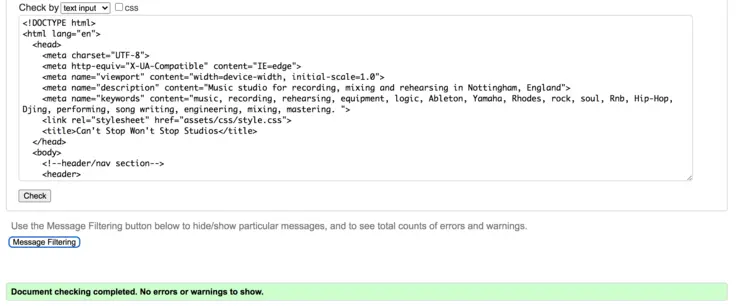 Check by text input css
<!DOCTYPE html>
<html lang="en">
<head>
<meta charset="UTF-8">
<meta http-equiv="X-UA-Compatible" content="IE=edge">
<meta name="viewport" content="width=device-width, initial-scale=1.0">
<meta name="description" content="Music studio for recording, mixing and rehearsing in Nottingham, England">
<meta name="keywords" content="music, recording, rehearsing, equipment, logic, Ableton, Yamaha, Rhodes, rock, soul, Rnb, Hip-Hop,
Djing, performing, song writing, engineering, mixing, mastering. ">
<link rel="stylesheet" href="assets/css/style.css">
<title>Can't Stop Won't Stop Studios</title>
</head>
<body>
<!--header/nav section-->
<header>
Check
Use the Message Filtering button below to hide/show particular messages, and to see total counts of errors and warnings.
Message Filtering
Document checking completed. No errors or warnings to show.